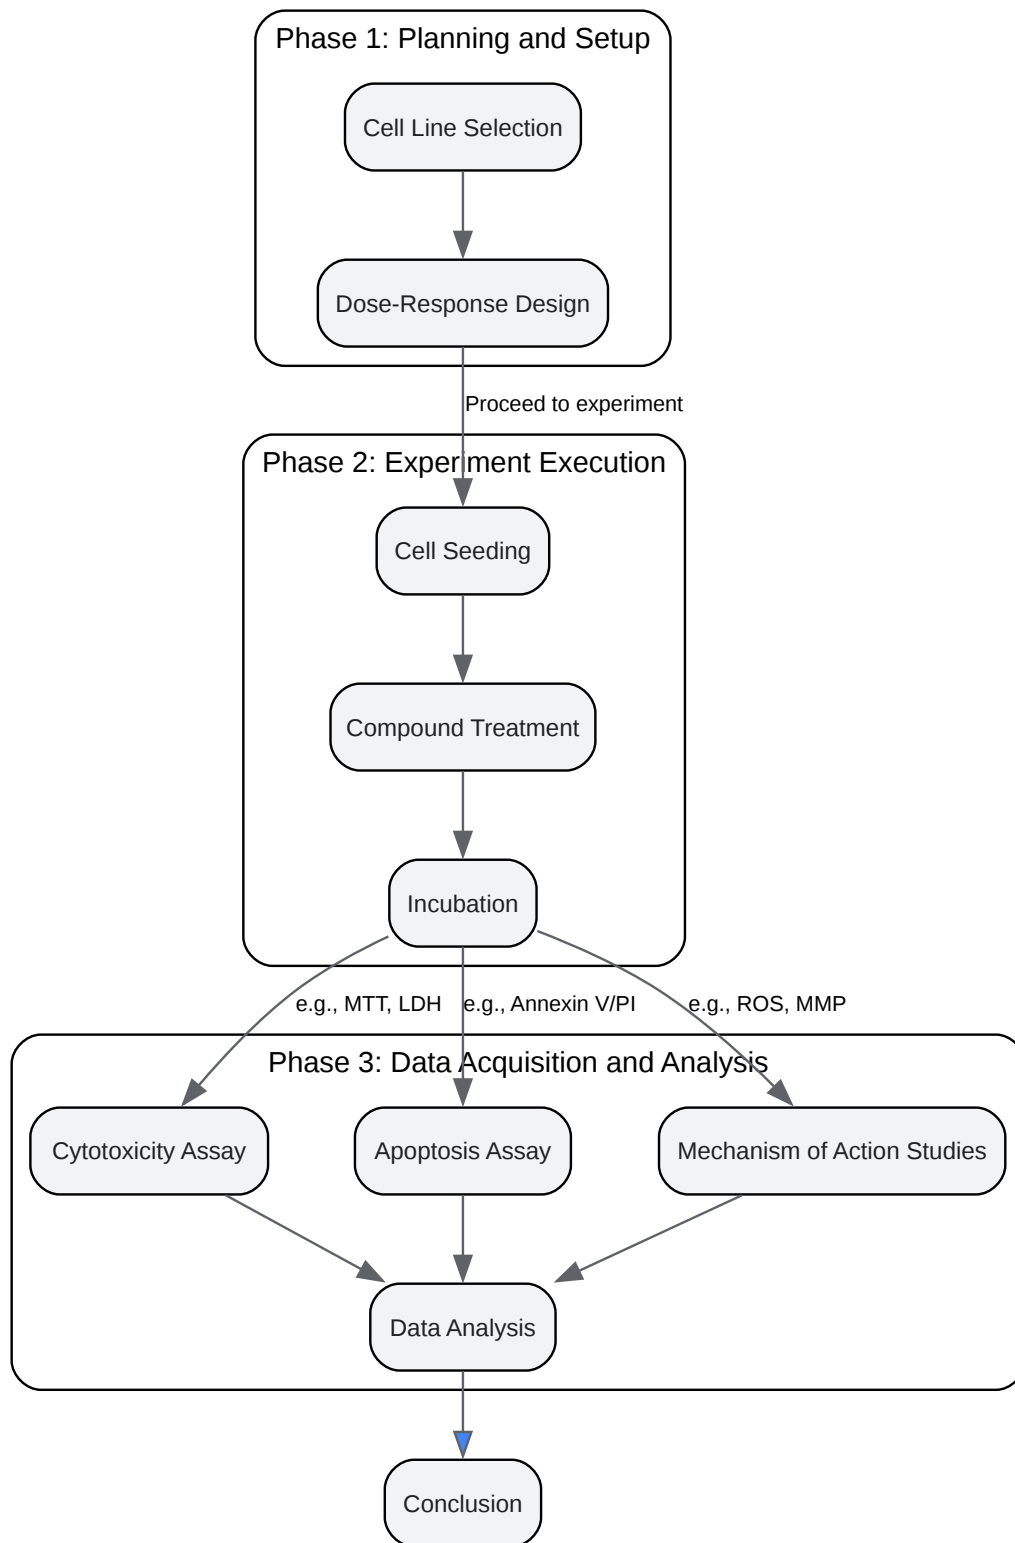 Phase 1: Planning and Setup
Cell Line Selection
Dose-Response Design
Proceed to experiment
Phase 2: Experiment Execution
Cell Seeding
Compound Treatment
Incubation
e.g., MTT, LDH
e.g., Annexin V/PI
e.g., ROS, MMP
Phase 3: Data Acquisition and Analysis
Cytotoxicity Assay
Apoptosis Assay
Mechanism of Action Studies
Data Analysis
Conclusion